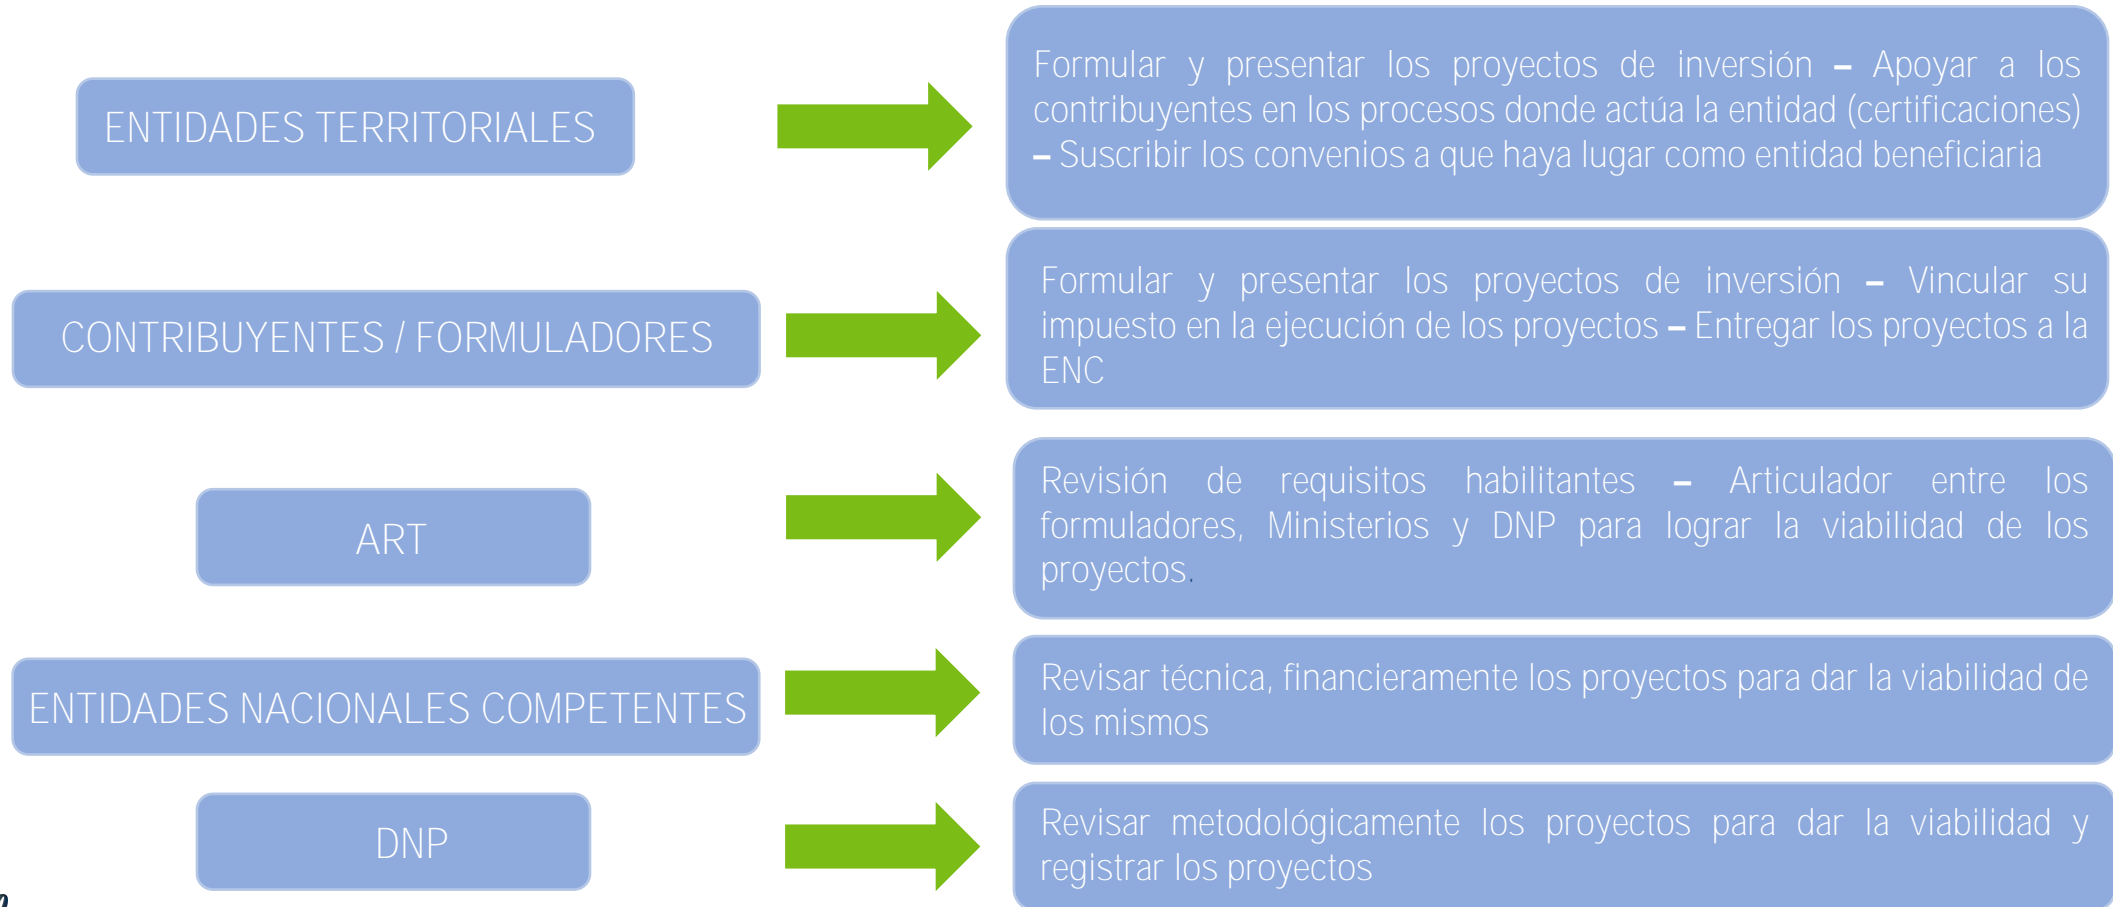 ENTIDADES TERRITORIALES
Formular y presentar los proyectos de inversión – Apoyar a los
contribuyentes en los procesos donde actúa la entidad (certificaciones)
– Suscribir los convenios a que haya lugar como entidad beneficiaria
CONTRIBUYENTES / FORMULADORES
Formular y presentar los proyectos de inversión – Vincular su
impuesto en la ejecución de los proyectos – Entregar los proyectos a la
ENC
ART
Revisión de requisitos habilitantes – Articulador entre los
formuladores, Ministerios y DNP para lograr la viabilidad de los
proyectos.
ENTIDADES NACIONALES COMPETENTES
Revisar técnica, financieramente los proyectos para dar la viabilidad de
los mismos
DNP
Revisar metodológicamente los proyectos para dar la viabilidad y
registrar los proyectos